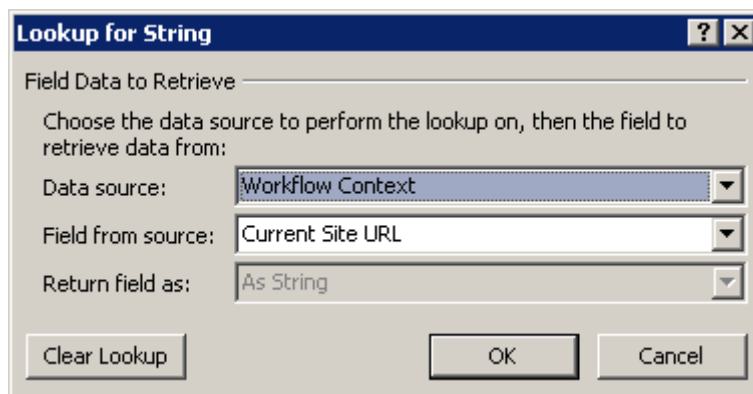 Lookup for String
Field Data to Retrieve
Choose the data source to perform the lookup on, then the field to
retrieve data from:
Data source: Workflow Context
Field from source: Current Site URL
Return field as: As String
Clear Lookup OK Cancel